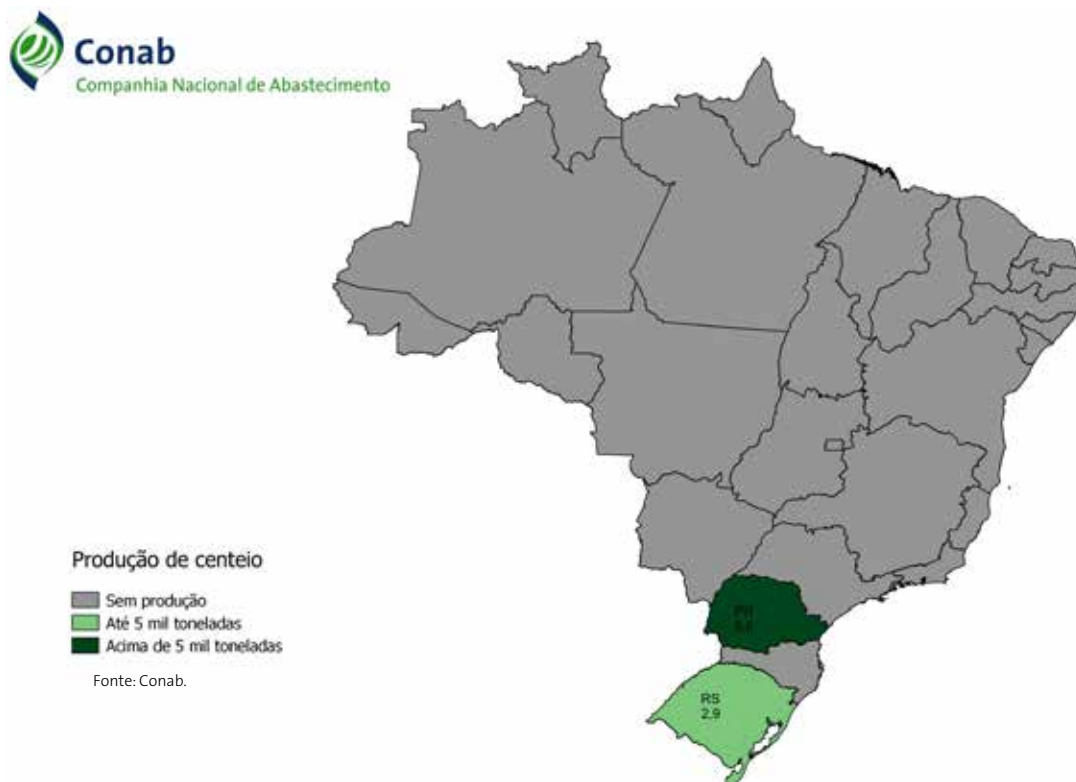 Conab
Companhia Nacional de Abastecimento
Produção de centeio
Sem produção
Até 5 mil toneladas
Acima de 5 mil toneladas
Fonte: Conab.
PR
RS
2,9